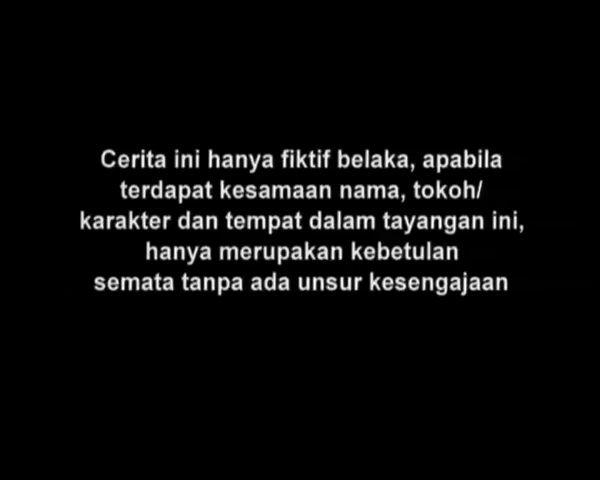 Cerita ini hanya fiktif belaka, apabila
terdapat kesamaan nama, tokoh/
karakter dan tempat dalam tayangan ini,
hanya merupakan kebetulan
semata tanpa ada unsur kesengajaan